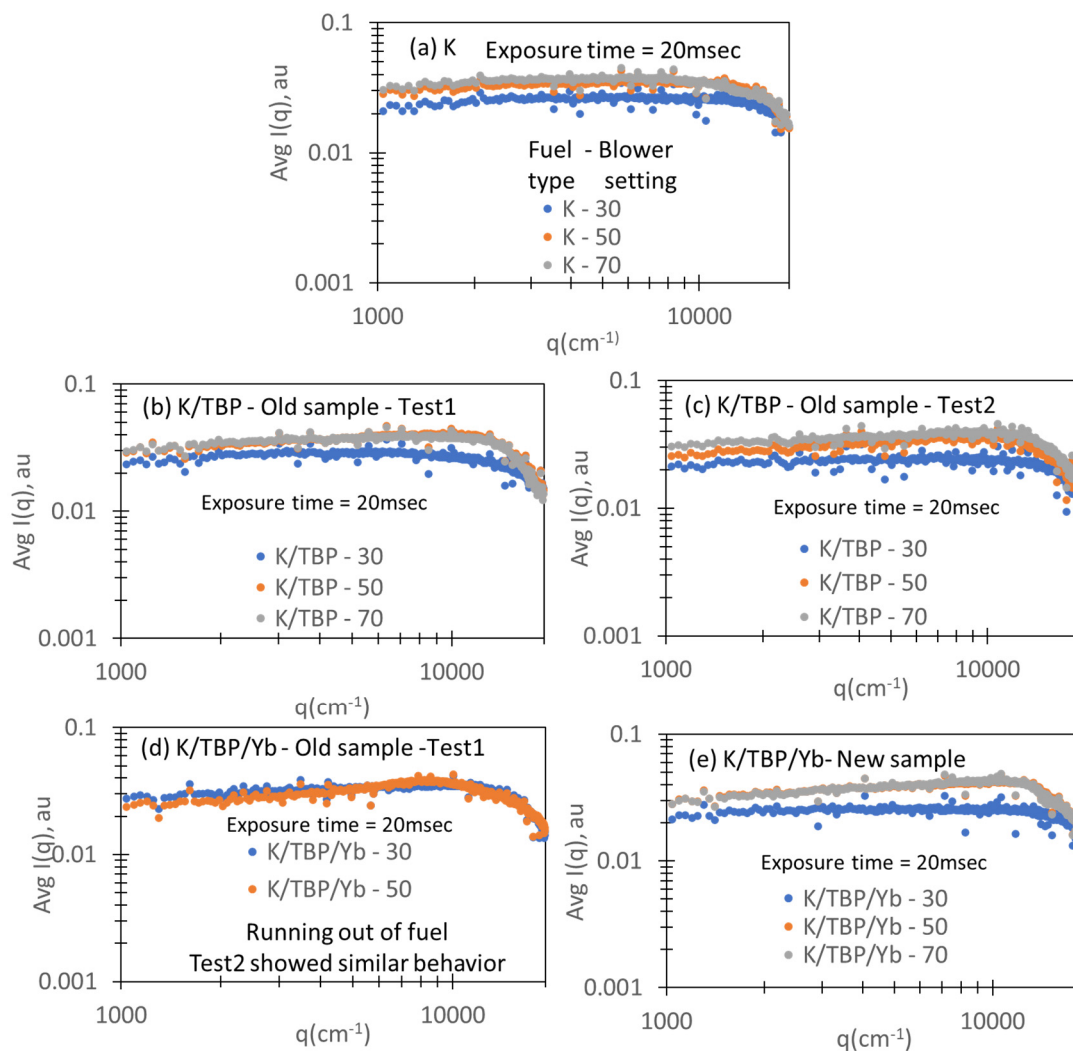 (a) K
Exposure time = 20msec
0.1
0.01
0.001
Avg I(q), au
Fuel - Blower
type setting
K - 30
K - 50
K - 70
1000
10000
q(cm-1)
(b) K/TBP - Old sample - Test1
0.1
0.01
0.001
Avg I(q), au
Exposure time = 20msec
K/TBP - 30
K/TBP - 50
K/TBP - 70
1000
10000
q(cm-1)
(c) K/TBP - Old sample - Test2
0.1
0.01
0.001
Avg I(q), au
Exposure time = 20msec
K/TBP - 30
K/TBP - 50
K/TBP - 70
1000
10000
q(cm-1)
(d) K/TBP/Yb - Old sample -Test1
0.1
0.01
0.001
Avg I(q), au
Exposure time = 20msec
K/TBP/Yb - 30
K/TBP/Yb - 50
Running out of fuel
Test2 showed similar behavior
1000
10000
q(cm-1)
(e) K/TBP/Yb- New sample
0.1
0.01
0.001
Avg I(q), au
Exposure time = 20msec
K/TBP/Yb - 30
K/TBP/Yb - 50
K/TBP/Yb - 70
1000
10000
q(cm-1)